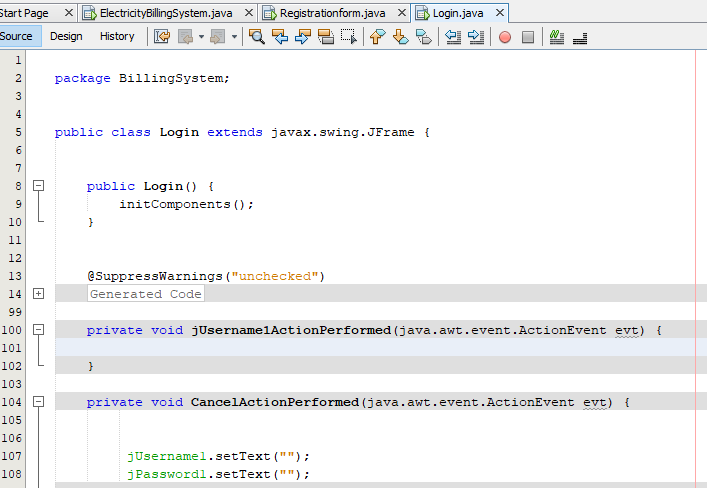 Start Page ElectricityBillingSystem.java Registrationform.java Login.java
Source Design History
1
2 package BillingSystem;
3
4
5 public class Login extends javax.swing.JFrame {
6
7
8 public Login() {
9 initComponents();
10 }
11
12
13 @SuppressWarnings("unchecked")
14 Generated Code
99
100 private void jUsername1ActionPerformed(java.awt.event.ActionEvent evt) {
101
102 }
103
104 private void CancelActionPerformed(java.awt.event.ActionEvent evt) {
105
106
107 jUsername1.setText("");
108 jPassword1.setText("");